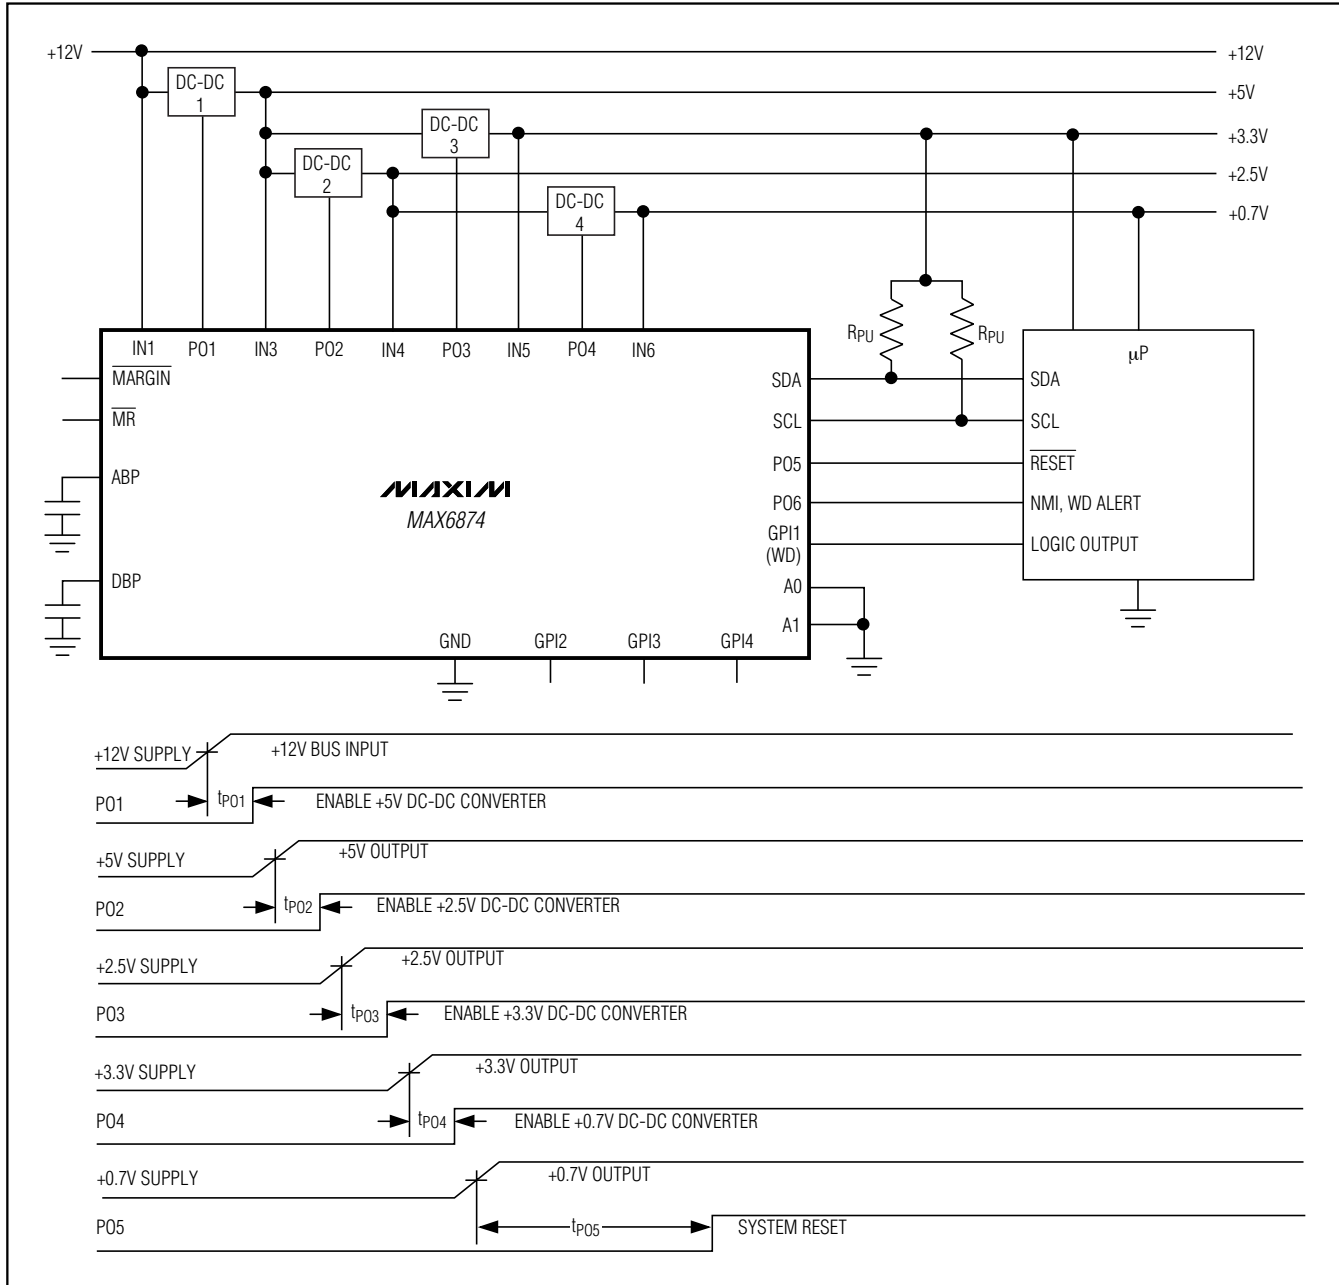 +12V
+12V
DC-DC
1
+5V
DC-DC
3
+3.3V
DC-DC
2
+2.5V
DC-DC
4
+0.7V
RPU
RPU
IN1
PO1
IN3
PO2
IN4
PO3
IN5
PO4
IN6
µP
MARGIN
SDA
SDA
MR
SCL
SCL
ABP
MAXIM
MAX6874
PO5
RESET
PO6
NMI, WD ALERT
GPI1
(WD)
LOGIC OUTPUT
DBP
A0
A1
GND
GPI2
GPI3
GPI4
+12V SUPPLY
+12V BUS INPUT
PO1
tPO1
ENABLE +5V DC-DC CONVERTER
+5V SUPPLY
+5V OUTPUT
PO2
tPO2
ENABLE +2.5V DC-DC CONVERTER
+2.5V SUPPLY
+2.5V OUTPUT
PO3
tPO3
ENABLE +3.3V DC-DC CONVERTER
+3.3V SUPPLY
+3.3V OUTPUT
PO4
tPO4
ENABLE +0.7V DC-DC CONVERTER
+0.7V SUPPLY
+0.7V OUTPUT
PO5
tPO5
SYSTEM RESET